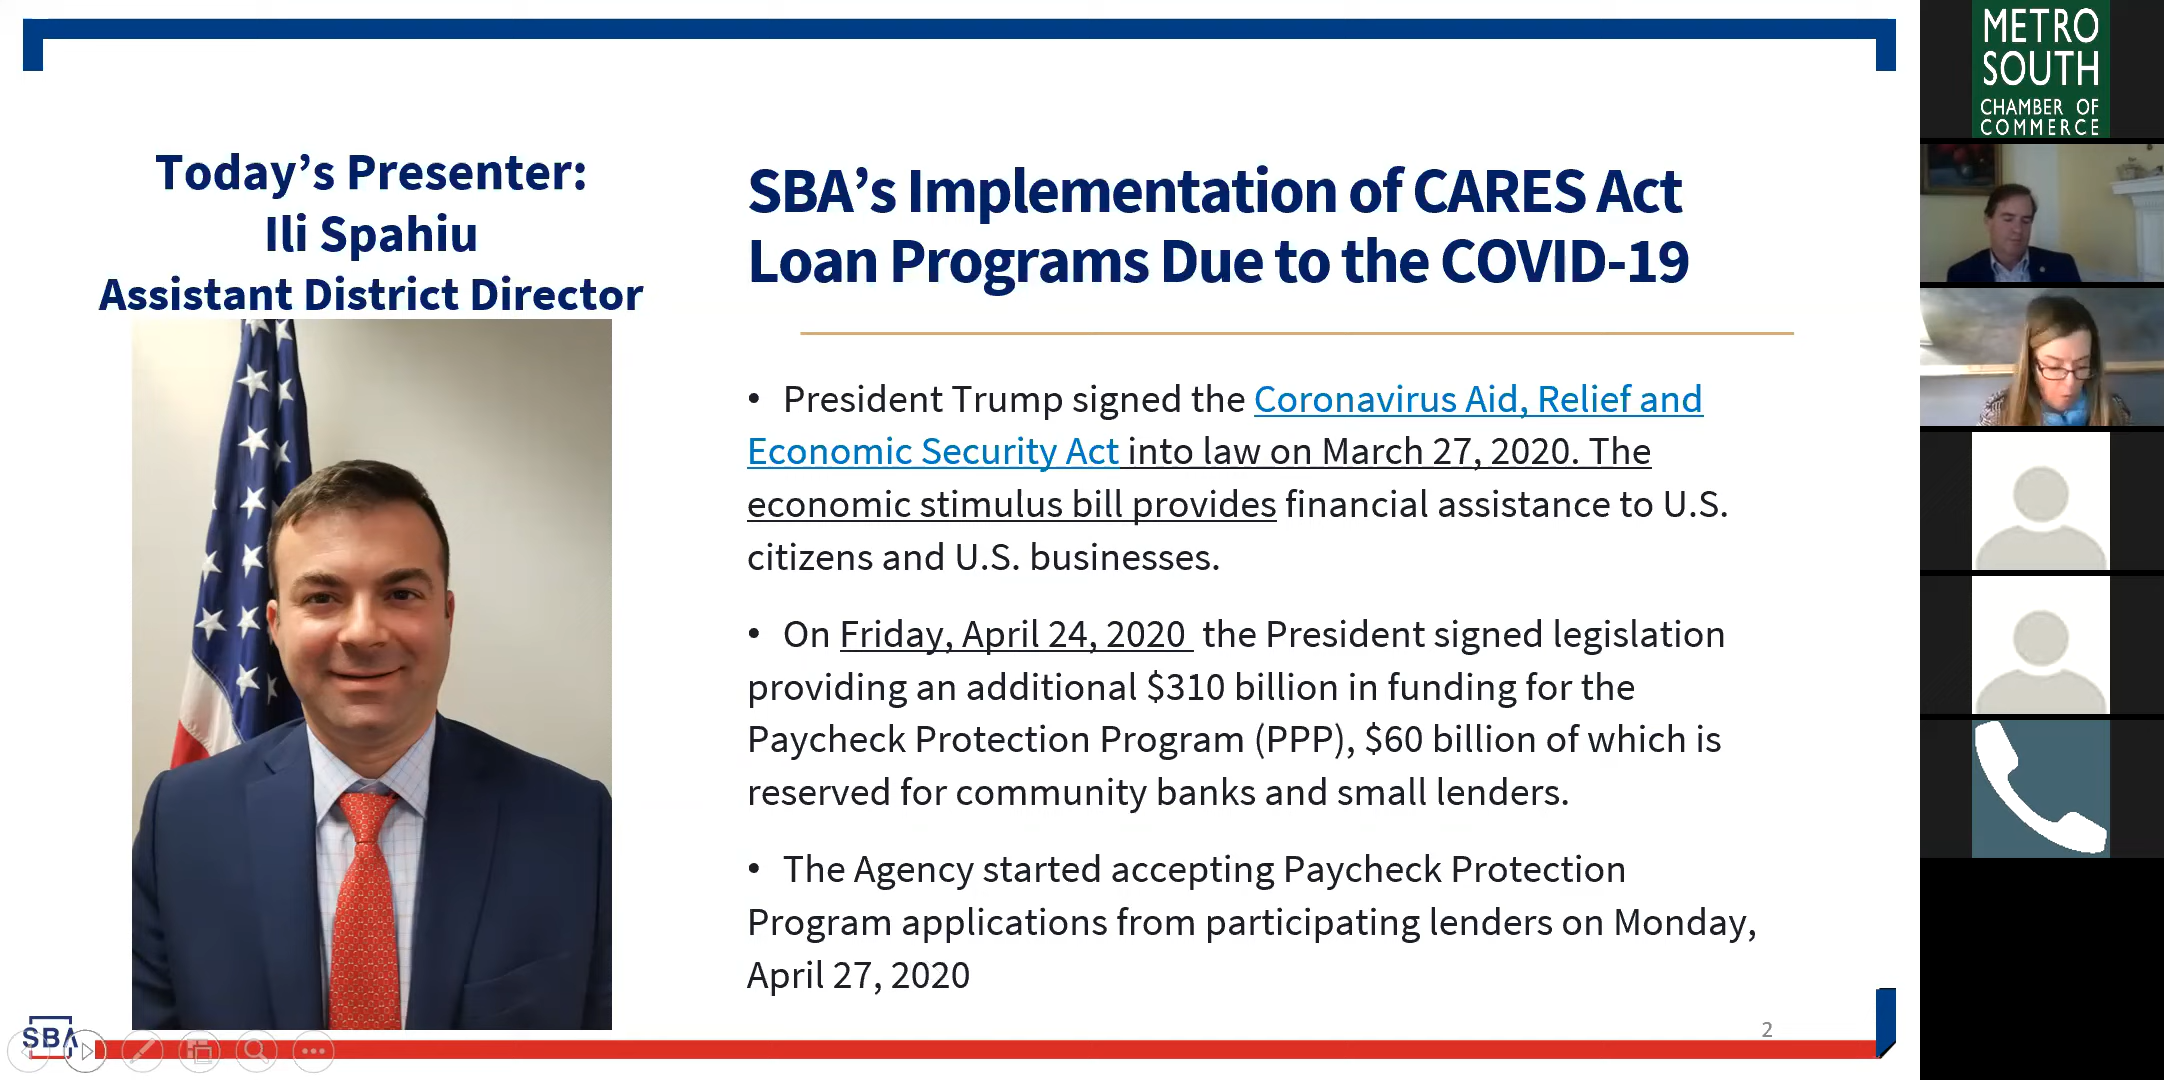 Today’s Presenter:
Ili Spahiu
Assistant District Director
SBA’s Implementation of CARES Act
Loan Programs Due to the COVID-19
• President Trump signed the Coronavirus Aid, Relief and
Economic Security Act into law on March 27, 2020. The
economic stimulus bill provides financial assistance to U.S.
citizens and U.S. businesses.
• On Friday, April 24, 2020 the President signed legislation
providing an additional $310 billion in funding for the
Paycheck Protection Program (PPP), $60 billion of which is
reserved for community banks and small lenders.
• The Agency started accepting Paycheck Protection
Program applications from participating lenders on Monday,
April 27, 2020
SBA
2
METRO
SOUTH
CHAMBER OF
COMMERCE